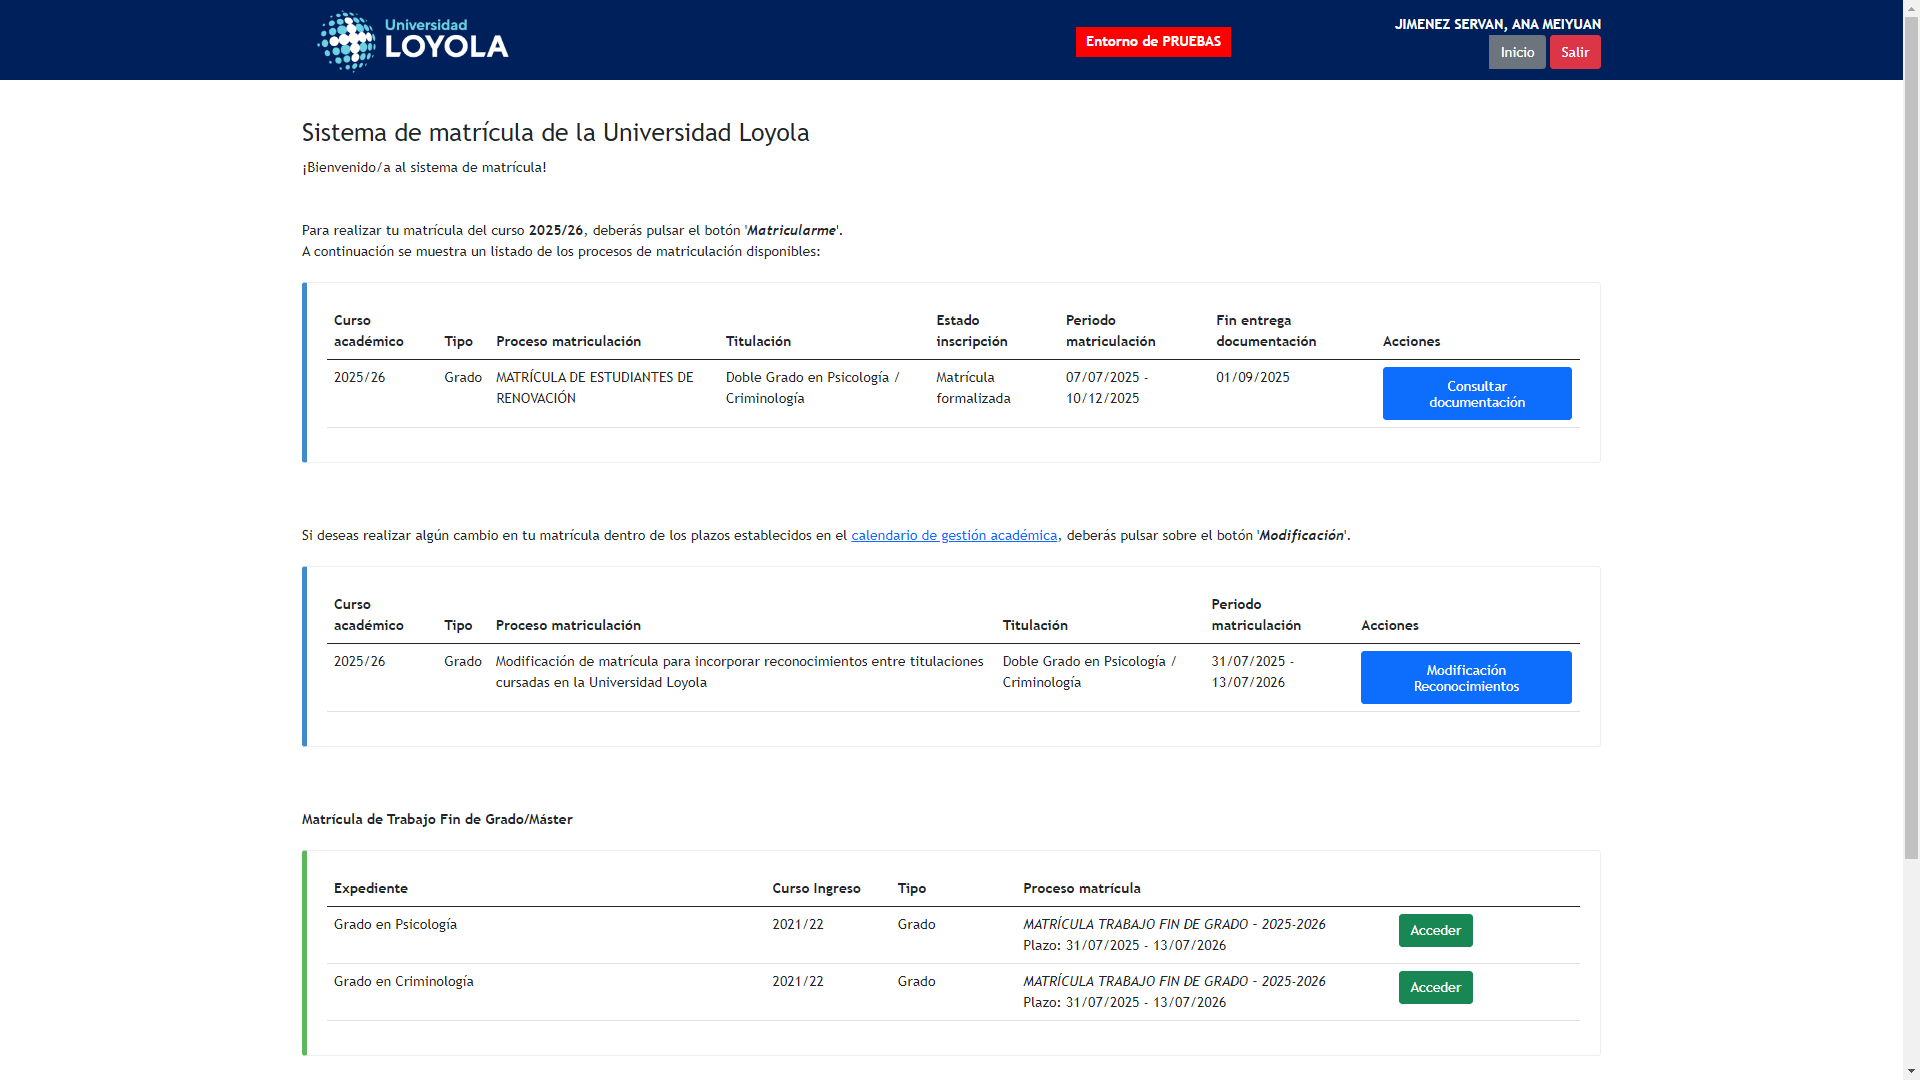 Universidad
LOYOLA
Entorno de PRUEBAS
JIMENEZ SERVAN, ANA MEIYUAN
Inicio
Salir
Sistema de matrícula de la Universidad Loyola
¡Bienvenido/a al sistema de matrícula!
Para realizar tu matrícula del curso 2025/26, deberás pulsar el botón 'Matricularme'.
A continuación se muestra un listado de los procesos de matriculación disponibles:
Curso académico Tipo Proceso matriculación Titulación Estado inscripción Periodo matriculación Fin entrega documentación Acciones
2025/26 Grado MATRÍCULA DE ESTUDIANTES DE RENOVACIÓN Doble Grado en Psicología / Criminología Matrícula formalizada 07/07/2025 - 10/12/2025 01/09/2025 Consultar documentación
Si deseas realizar algún cambio en tu matrícula dentro de los plazos establecidos en el calendario de gestión académica, deberás pulsar sobre el botón 'Modificación'.
Curso académico Tipo Proceso matriculación Titulación Periodo matriculación Acciones
2025/26 Grado Modificación de matrícula para incorporar reconocimientos entre titulaciones cursadas en la Universidad Loyola Doble Grado en Psicología / Criminología 31/07/2025 - 13/07/2026 Modificación Reconocimientos
Matrícula de Trabajo Fin de Grado/Máster
Expediente Curso Ingreso Tipo Proceso matrícula
Grado en Psicología 2021/22 Grado MATRÍCULA TRABAJO FIN DE GRADO - 2025-2026 Acceder
Plazo: 31/07/2025 - 13/07/2026
Grado en Criminología 2021/22 Grado MATRÍCULA TRABAJO FIN DE GRADO - 2025-2026 Acceder
Plazo: 31/07/2025 - 13/07/2026